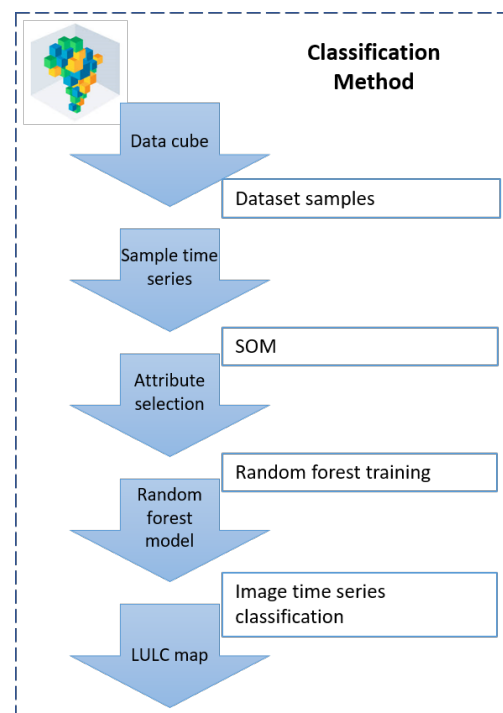 Classification
Method
Data cube
Dataset samples
Sample time
series
SOM
Attribute
selection
Random forest training
Random
forest
model
Image time series
classification
LULC map